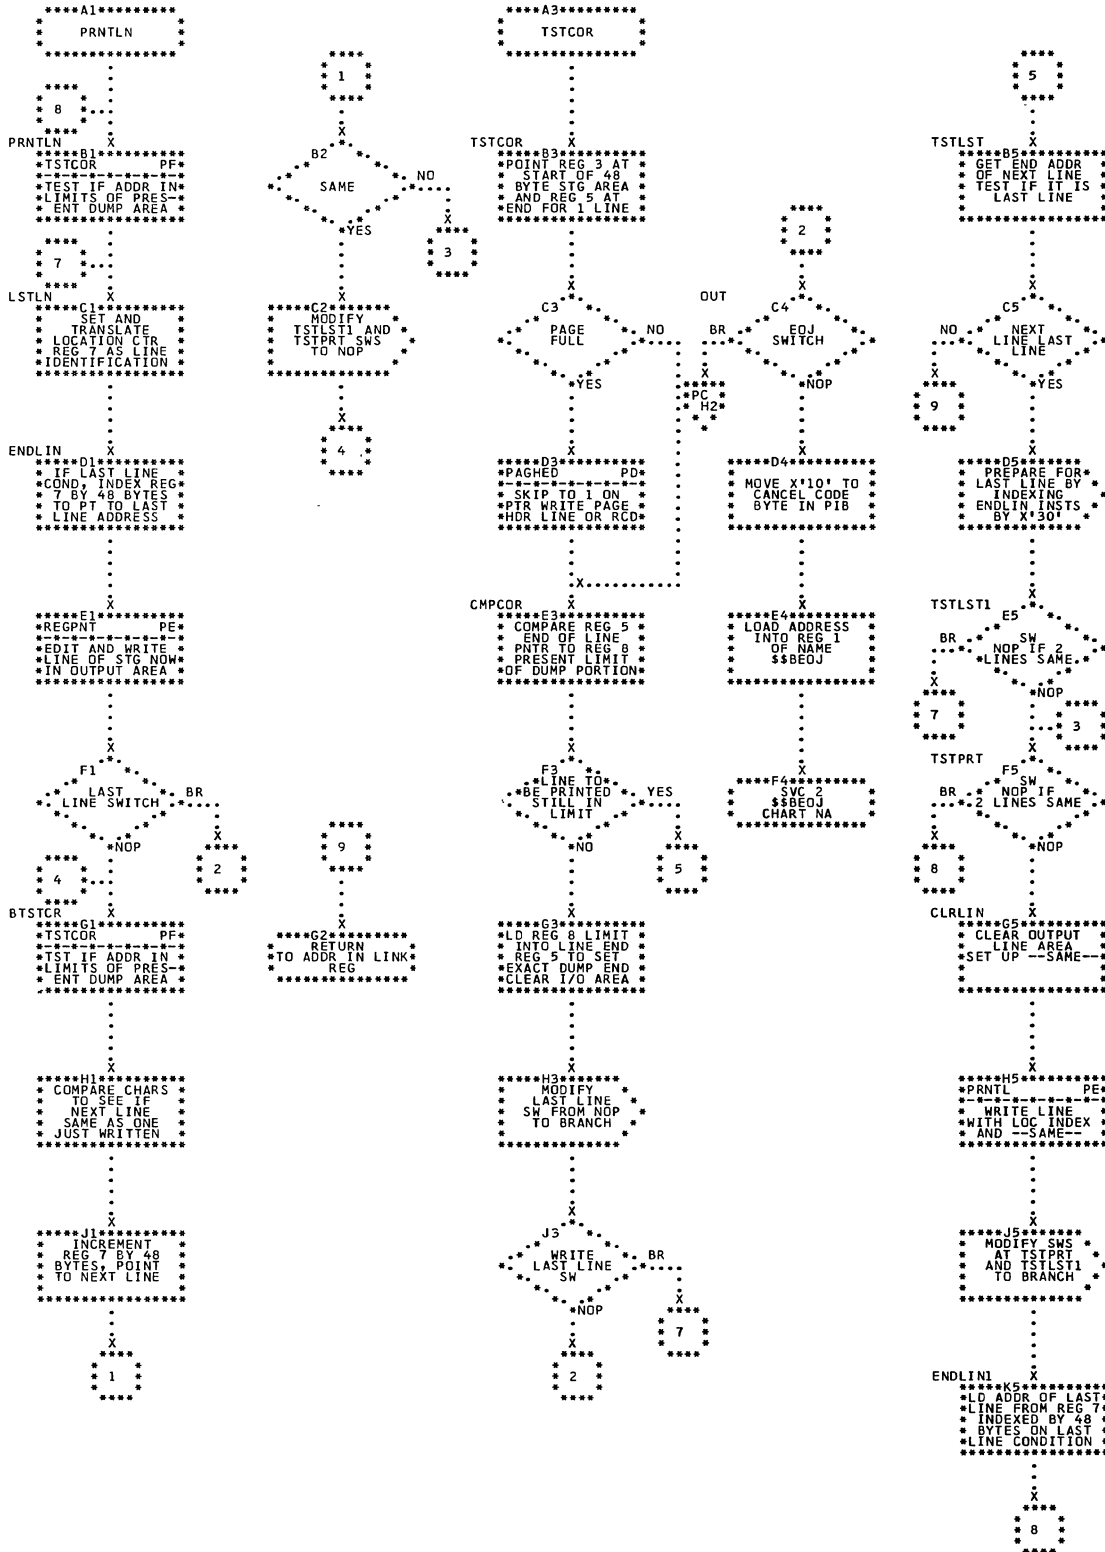 A1
PRNTLN
8
PRNTLN
B1
TSTCOR PF
TEST IF ADDR IN
LIMITS OF PRES-
ENT DUMP AREA
7
LSTLN
C1
SET AND
TRANSLATE
LOCATION CTR
REG 7 AS LINE
IDENTIFICATION
ENDLIN
D1
IF LAST LINE
COND, INDEX REG
7 BY 48 BYTES
TO PT TO LAST
LINE ADDRESS
E1
REGPNT PE
EDIT AND WRITE
LINE OF STG NOW
IN OUTPUT AREA
F1
LAST
LINE SWITCH
BR
2
NOP
4
BTSTCR
G1
TSTCOR PF
TST IF ADDR IN
LIMITS OF PRES-
ENT DUMP AREA
H1
COMPARE CHARS
TO SEE IF
NEXT LINE
SAME AS ONE
JUST WRITTEN
J1
INCREMENT
REG 7 BY 48
BYTES, POINT
TO NEXT LINE
1
1
B2
SAME
NO
3
YES
C2
MODIFY
TSTLST1 AND
TSTPRT SWS
TO NOP
4
9
G2
RETURN
TO ADDR IN LINK
REG
A3
TSTCOR
TSTCOR
B3
POINT REG 3 AT
START OF 48
BYTE STG AREA
AND REG 5 AT
END FOR 1 LINE
C3
PAGE
FULL
NO
YES
D3
PAGHED PD
SKIP TO 1 ON
PTR WRITE PAGE
HDR LINE OR RCD
CMPCOR
E3
COMPARE REG 5
END OF LINE
PNTR TO REG 8
PRESENT LIMIT
OF DUMP PORTION
F3
LINE TO
BE PRINTED
STILL IN
LIMIT
YES
5
NO
G3
LD REG 8 LIMIT
INTO LINE END
REG 5 TO SET
EXACT DUMP END
CLEAR I/O AREA
H3
MODIFY
LAST LINE
SW FROM NOP
TO BRANCH
J3
WRITE
LAST LINE
SW
BR
7
NOP
2
2
OUT
C4
EOJ
SWITCH
BR
PC
H2
NOP
D4
MOVE X'10' TO
CANCEL CODE
BYTE IN PIB
E4
LOAD ADDRESS
INTO REG 1
OF NAME
$$BEOJ
F4
SVC 2
$$BEOJ
CHART NA
5
TSTLST
B5
GET END ADDR
OF NEXT LINE
TEST IF IT IS
LAST LINE
C5
NEXT
LINE LAST
LINE
NO
9
YES
D5
PREPARE FOR
LAST LINE BY
INDEXING
ENDLIN INSTS
BY X'30'
TSTLST1
E5
SW
NOP IF 2
LINES SAME
BR
7
NOP
3
TSTPRT
F5
SW
NOP IF
2 LINES SAME
BR
8
NOP
CLRLIN
G5
CLEAR OUTPUT
LINE AREA
SET UP --SAME--
H5
PRNTL PE
WRITE LINE
WITH LOC INDEX
AND --SAME--
J5
MODIFY SWS
AT TSTPRT
AND TSTLST1
TO BRANCH
ENDLIN1
K5
LD ADDR OF LAST
LINE FROM REG 7
INDEXED BY 48
BYTES ON LAST
LINE CONDITION
8